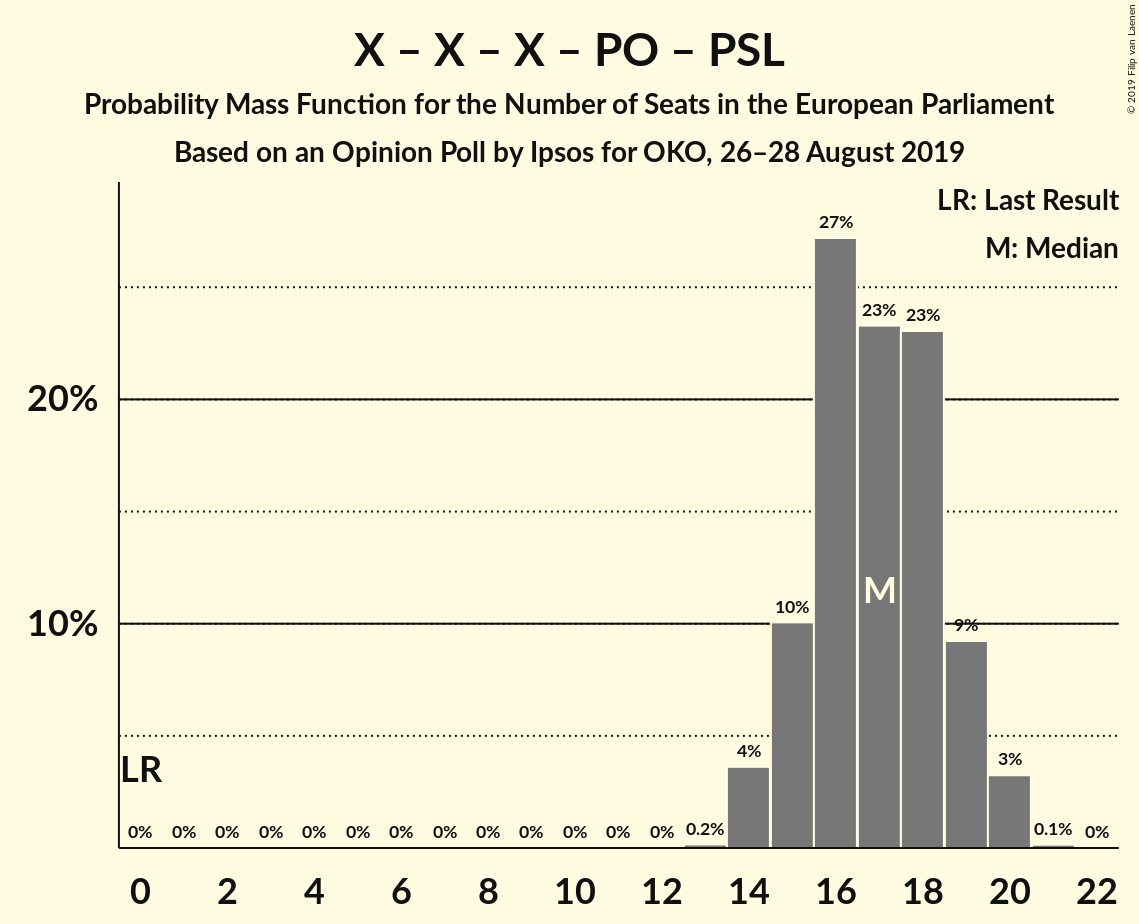 X – X – X – PO – PSL
Probability Mass Function for the Number of Seats in the European Parliament
Based on an Opinion Poll by Ipsos for OKO, 26–28 August 2019
© 2019 Filip van Laenen
LR: Last Result
M: Median
20%
10%
LR
M
0% 0% 0% 0% 0% 0% 0% 0% 0% 0% 0% 0% 0% 0.2% 4% 10% 27% 23% 23% 9% 3% 0.1% 0%
0 2 4 6 8 10 12 14 16 18 20 22